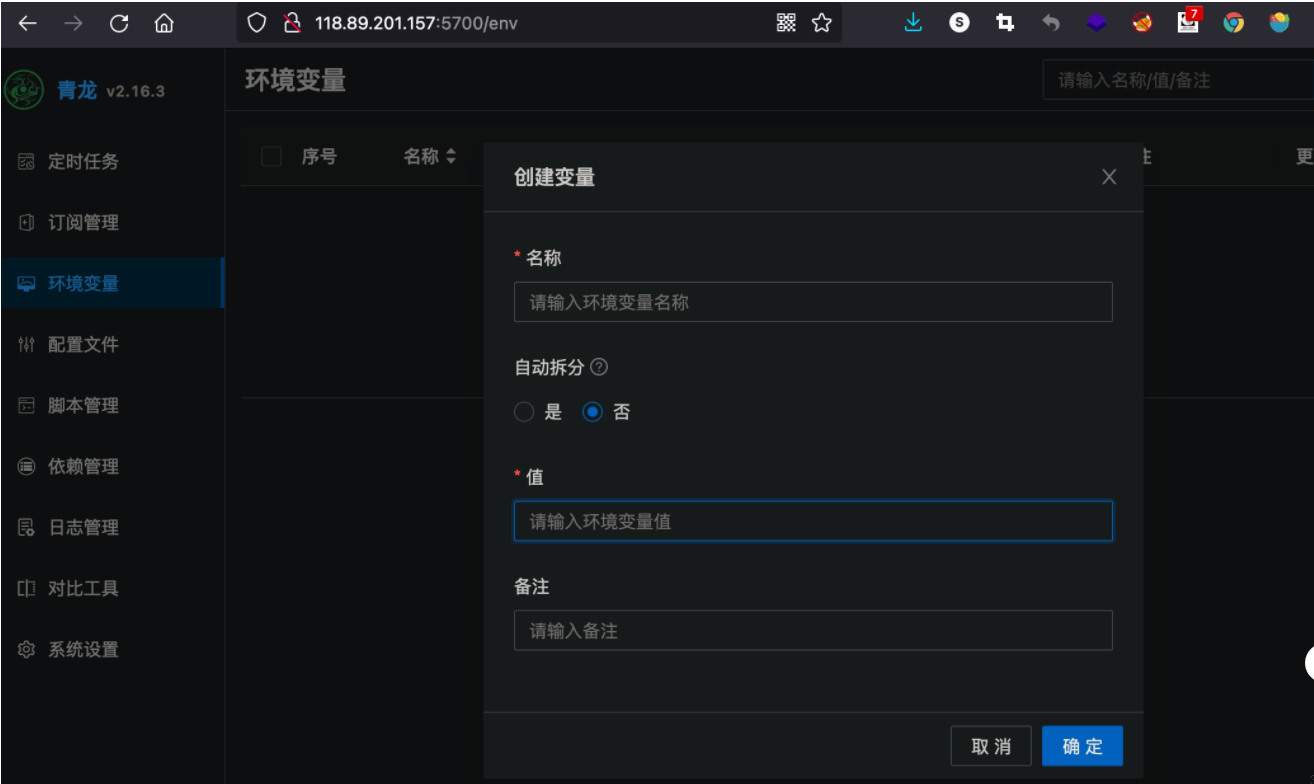 118.89.201.157:5700/env
S
7
青龙 v2.16.3
环境变量
请输入名称/值/备注
定时任务
订阅管理
环境变量
配置文件
脚本管理
依赖管理
日志管理
对比工具
系统设置
序号 名称
更
创建变量
* 名称
请输入环境变量名称
自动拆分
是 否
* 值
请输入环境变量值
备注
请输入备注
取 消 确 定